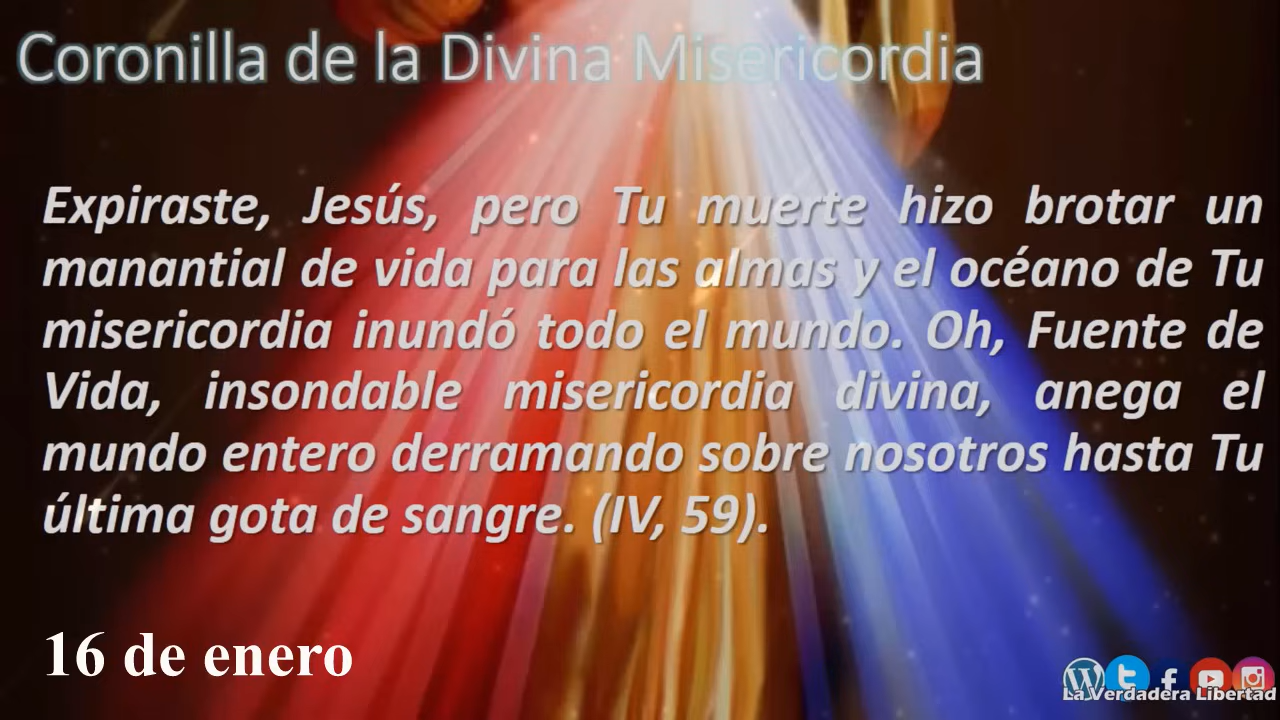 Coronilla de la Divina Misericordia
Expiraste, Jesús, pero Tu muerte hizo brotar un
manantial de vida para las almas y el océano de Tu
misericordia inundó todo el mundo. Oh, Fuente de
Vida, insondable misericordia divina, anega el
mundo entero derramando sobre nosotros hasta Tu
última gota de sangre. (IV, 59).
16 de enero
La Verdadera Libertad